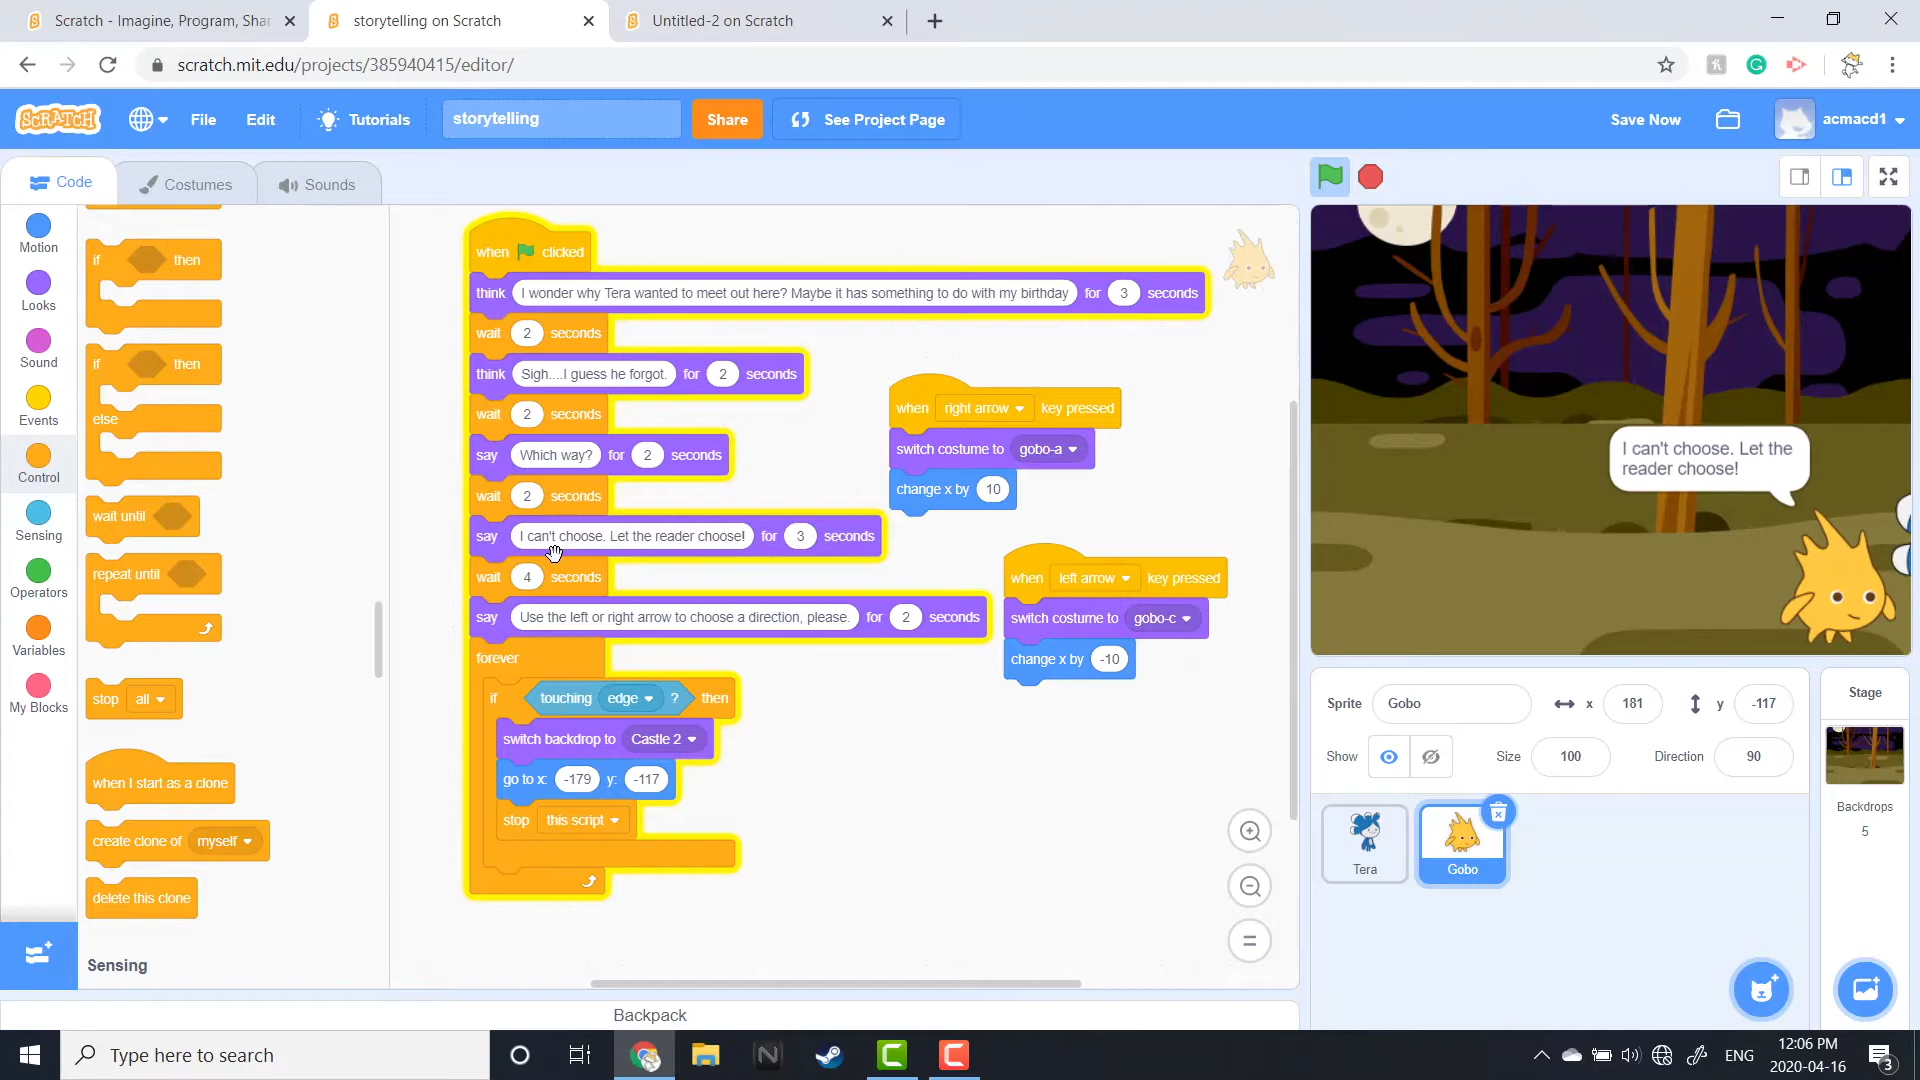 Scratch - Imagine, Program, Shar
storytelling on Scratch
Untitled-2 on Scratch
scratch.mit.edu/projects/385940415/editor/
SCRATCH
File
Edit
Tutorials
storytelling
Share
See Project Page
Save Now
acmacd1
Code
Costumes
Sounds
Motion
Looks
Sound
Events
Control
Sensing
Operators
Variables
My Blocks
if then
if then
else
wait until
repeat until
stop all
when I start as a clone
create clone of myself
delete this clone
Sensing
when clicked
think I wonder why Tera wanted to meet out here? Maybe it has something to do with my birthday for 3 seconds
wait 2 seconds
think Sigh....I guess he forgot. for 2 seconds
wait 2 seconds
say Which way? for 2 seconds
wait 2 seconds
say I can't choose. Let the reader choose! for 3 seconds
wait 4 seconds
say Use the left or right arrow to choose a direction, please. for 2 seconds
forever
if touching edge ? then
switch backdrop to Castle 2
go to x: -179 y: -117
stop this script
when right arrow key pressed
switch costume to gobo-a
change x by 10
when left arrow key pressed
switch costume to gobo-c
change x by -10
I can't choose. Let the
reader choose!
Sprite Gobo x 181 y -117
Show Size 100 Direction 90
Tera
Gobo
Stage
Backdrops
5
Backpack
Type here to search
ENG
12:06 PM
2020-04-16
3